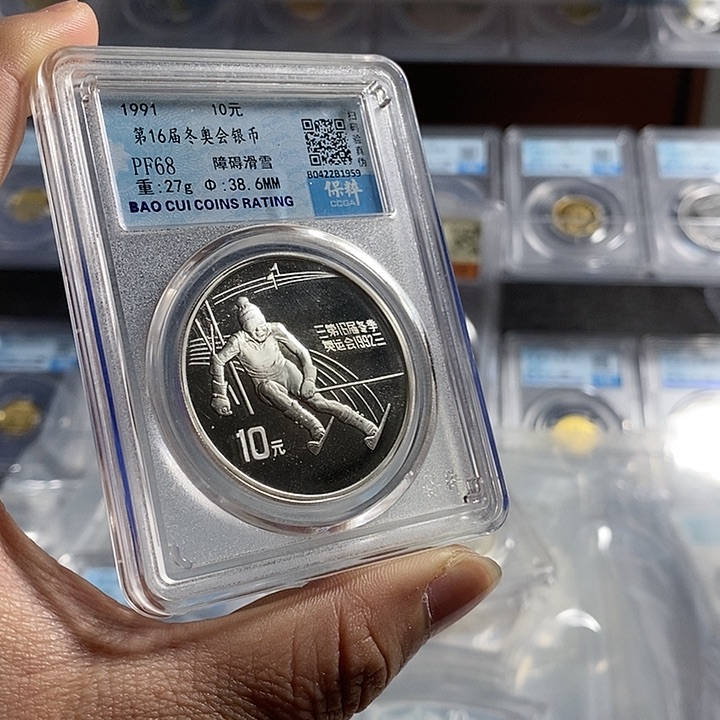 1991 10元
第16届冬奥会银币
PF68 障碍滑雪
重:27g Φ:38.6MM
BAO CUI COINS RATING
扫码验真伪
B0422B1959
保粹
CCGA
第16届冬季
奥运会1992
10元